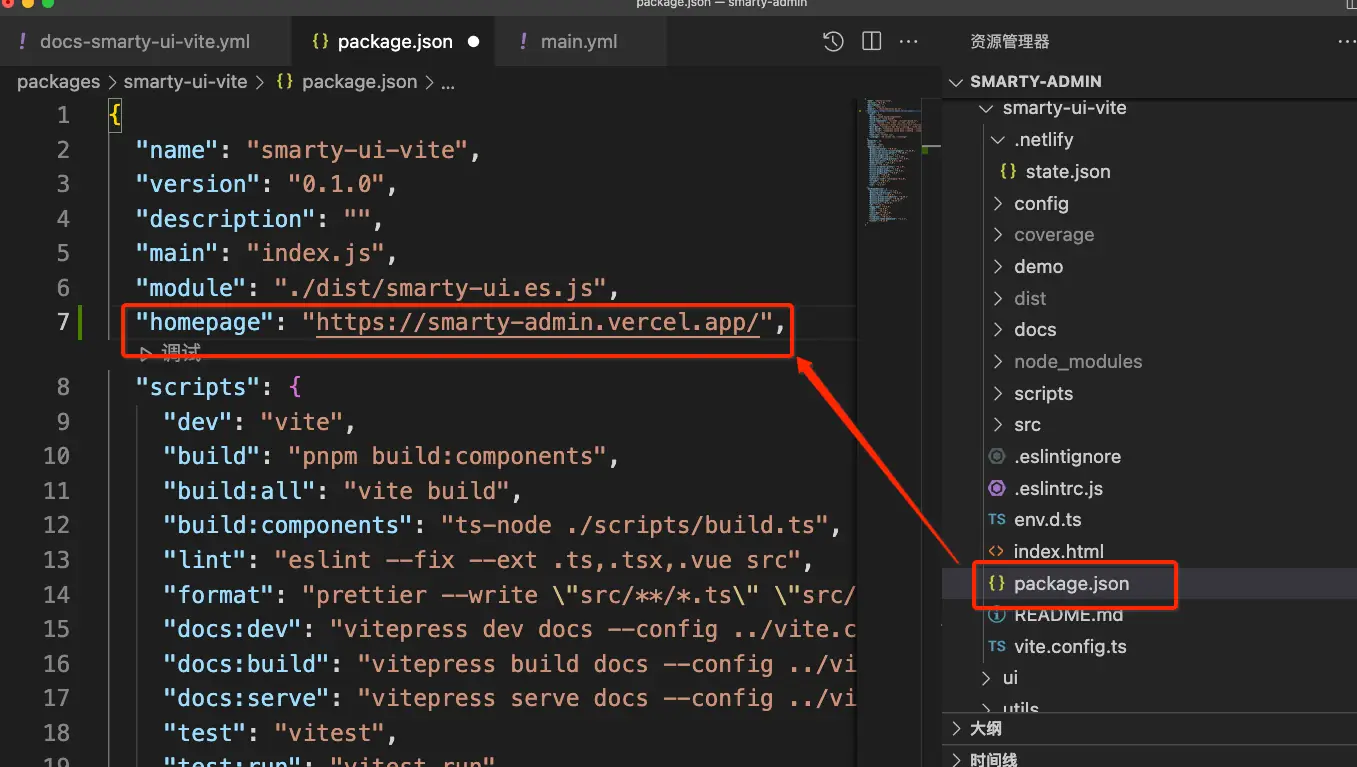 package.json — smarty-admin
! docs-smarty-ui-vite.yml
{} package.json
! main.yml
packages > smarty-ui-vite > {} package.json > ...
1 {
2 "name": "smarty-ui-vite",
3 "version": "0.1.0",
4 "description": "",
5 "main": "index.js",
6 "module": "./dist/smarty-ui.es.js",
7 "homepage": "https://smarty-admin.vercel.app/",
调试
8 "scripts": {
9 "dev": "vite",
10 "build": "pnpm build:components",
11 "build:all": "vite build",
12 "build:components": "ts-node ./scripts/build.ts",
13 "lint": "eslint --fix --ext .ts,.tsx,.vue src",
14 "format": "prettier --write \"src/**/*.ts\" \"src/
15 "docs:dev": "vitepress dev docs --config ../vite.c
16 "docs:build": "vitepress build docs --config ../vi
17 "docs:serve": "vitepress serve docs --config ../vi
18 "test": "vitest",
19 "test:run": "vitest run"
资源管理器
SMARTY-ADMIN
smarty-ui-vite
.netlify
{} state.json
config
coverage
demo
dist
docs
node_modules
scripts
src
.eslintignore
.eslintrc.js
TS env.d.ts
<> index.html
{} package.json
README.md
TS vite.config.ts
ui
utils
大纲
时间线